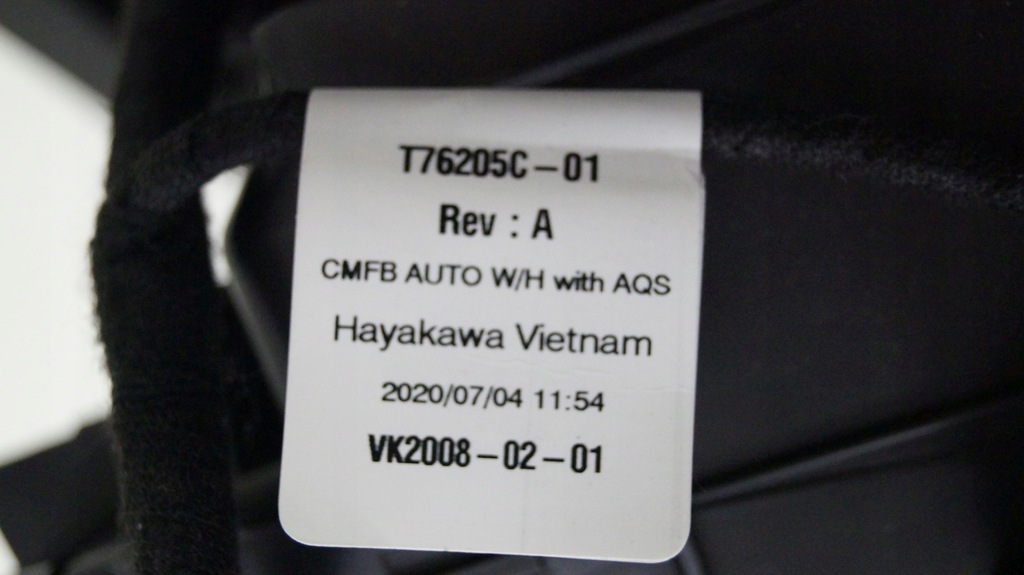 T76205C-01
Rev : A
CMFB AUTO W/H with AQS
Hayakawa Vietnam
2020/07/04 11:54
VK2008-02-01